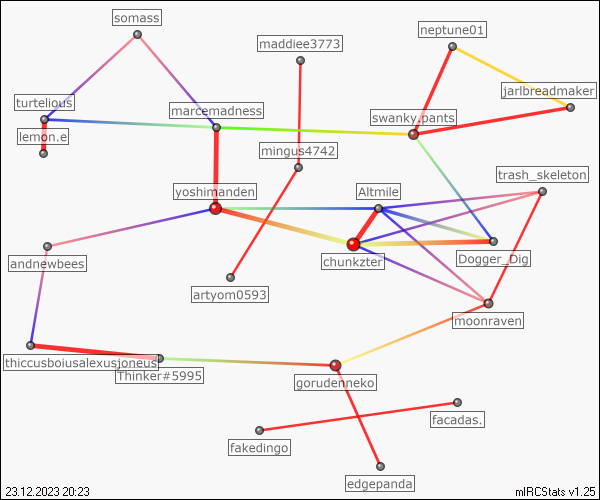 somass
maddiee3773
neptune01
turtelious
marcemadness
swanky.pants
jarlbreadmaker
lemon.e
mingus4742
trash_skeleton
yoshimanden
Altmile
andnewbees
chunkzter
Dogger_Dig
artyom0593
moonraven
thiccusboiusalexusjoneus
Thinker#5995
gorudenneko
facadas.
fakedingo
edgepanda
23.12.2023 20:23
mIRCStats v1.25